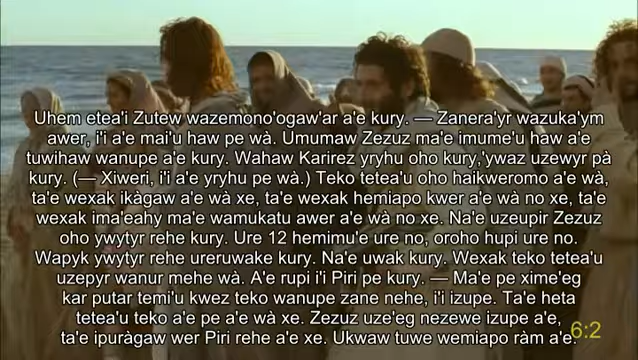 Uhem etea'i Zutew wazemono'ogaw'ar a'e kury. — Zanera'yr wazuka'ym
awer, i'i a'e mai'u haw pe wà. Umumaw Zezuz ma'e imume'u haw a'e
tuwihaw wanupe a'e kury. Wahaw Karirez yryhu oho kury,'ywaz uzewyr pà
kury. (— Xiweri, i'i a'e yryhu pe wà.) Teko tetea'u oho haikweromo a'e wà,
ta'e wexak ikàgaw a'e wà xe, ta'e wexak hemiapo kwer a'e wà no xe, ta'e
wexak ima'eahy ma'e wamukatu awer a'e wà no xe. Na'e uzeupir Zezuz
oho ywytyr rehe kury. Ure 12 hemimu'e ure no, oroho hupi ure no.
Wapyk ywytyr rehe ureruwake kury. Na'e uwak kury. Wexak teko tetea'u
uzepyr wanur mehe wà. A'e rupi i'i Piri pe kury. — Ma'e pe xime'eg
kar putar temi'u kwez teko wanupe zane nehe, i'i izupe. Ta'e heta
tetea'u teko a'e pe a'e wà xe. Zezuz uze'eg nezewe izupe a'e,
ta'e ipuràgaw wer Piri rehe a'e xe. Ukwaw tuwe wemiapo ràm a'e.
6:2